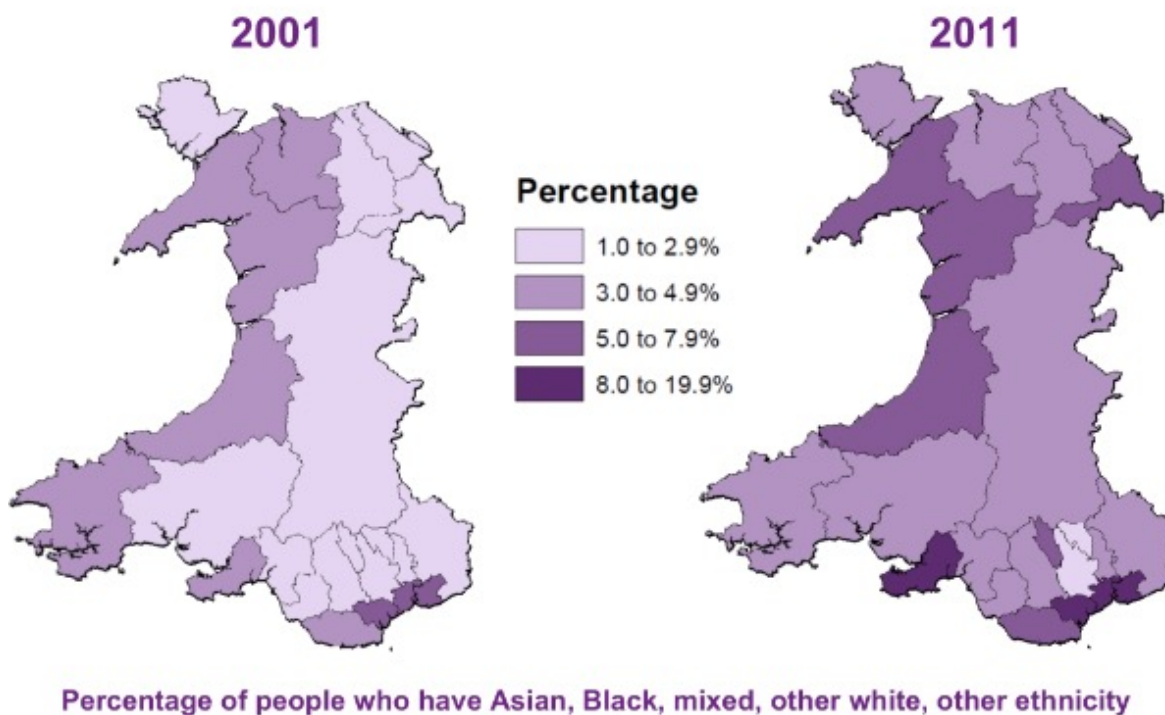 2001
2011
Percentage
1.0 to 2.9%
3.0 to 4.9%
5.0 to 7.9%
8.0 to 19.9%
Percentage of people who have Asian, Black, mixed, other white, other ethnicity